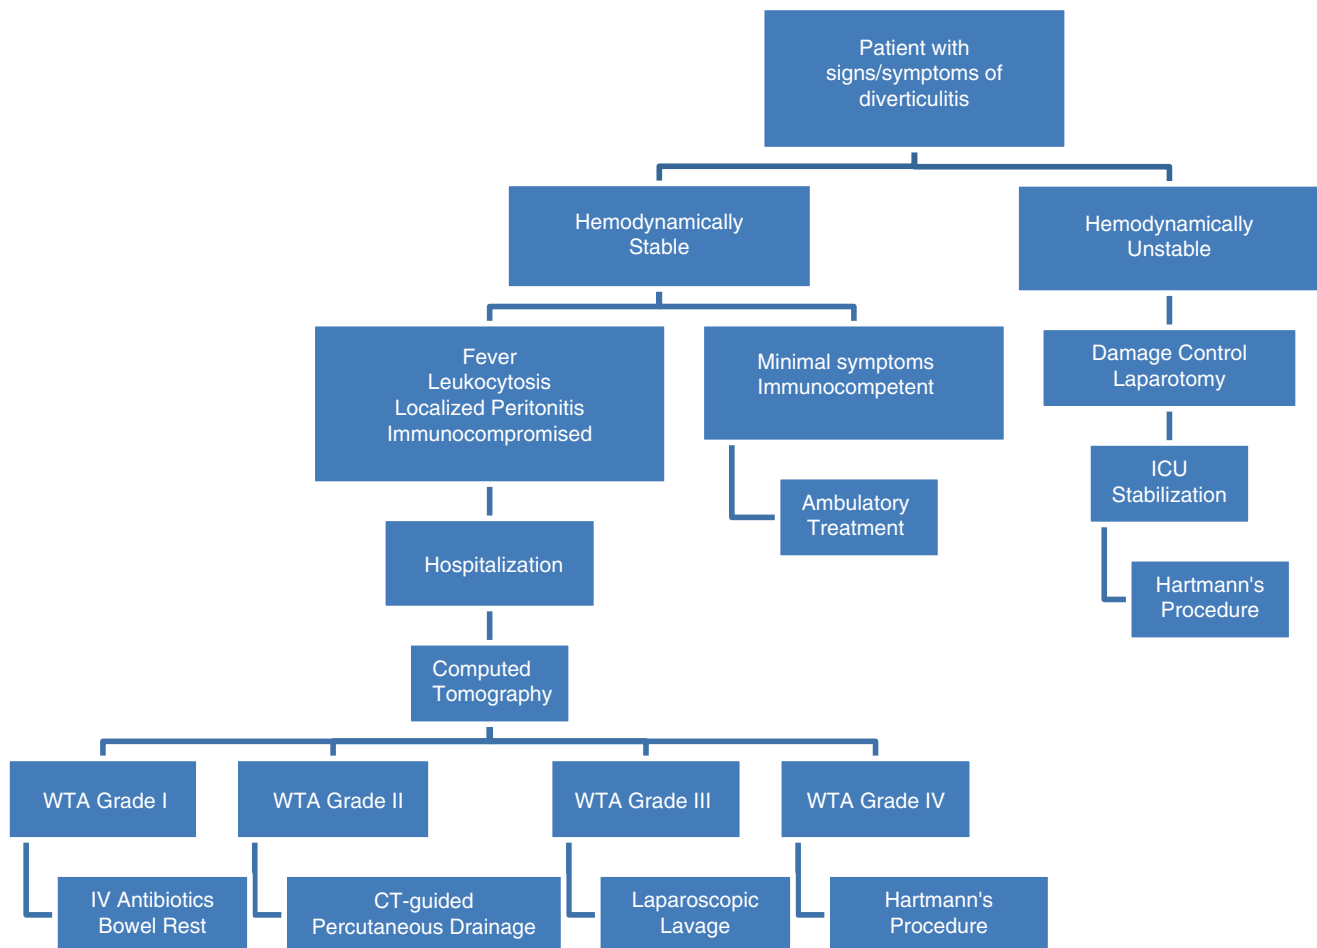 Patient with
signs/symptoms of
diverticulitis
Hemodynamically
Stable
Hemodynamically
Unstable
Fever
Leukocytosis
Localized Peritonitis
Immunocompromised
Minimal symptoms
Immunocompetent
Damage Control
Laparotomy
Ambulatory
Treatment
ICU
Stabilization
Hospitalization
Hartmann's
Procedure
Computed
Tomography
WTA Grade I
WTA Grade II
WTA Grade III
WTA Grade IV
IV Antibiotics
Bowel Rest
CT-guided
Percutaneous Drainage
Laparoscopic
Lavage
Hartmann's
Procedure